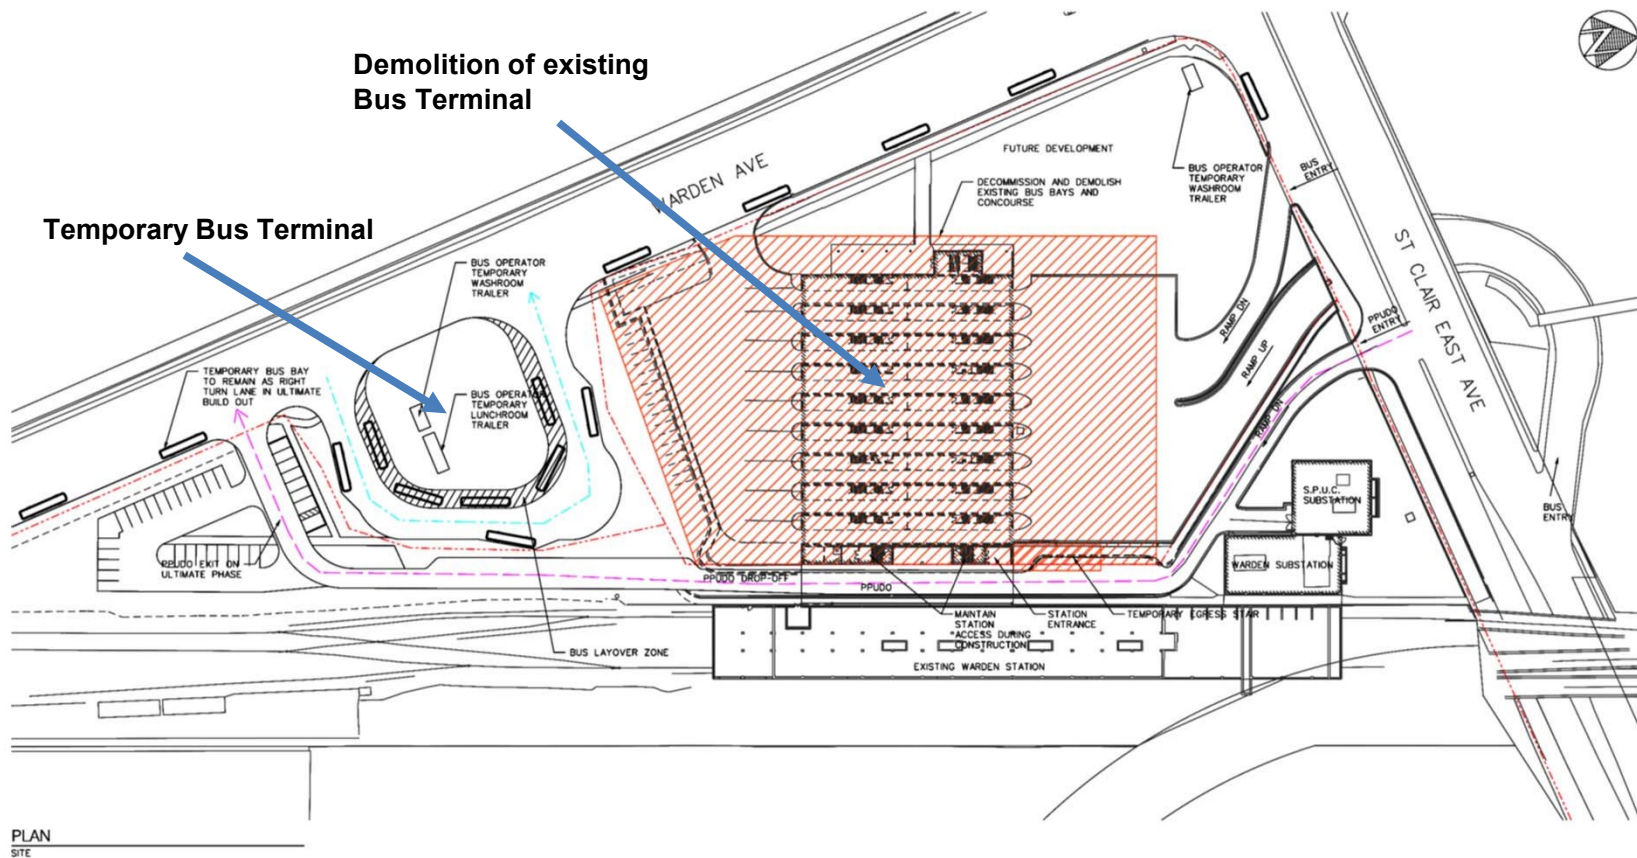 Demolition of existing
Bus Terminal
Temporary Bus Terminal
WARDEN AVE
FUTURE DEVELOPMENT
DECOMMISSION AND DEMOLISH
EXISTING BUS BAYS AND
CONCOURSE
BUS OPERATOR
TEMPORARY
WASHROOM
TRAILER
BUS
ENTRY
ST CLAIR EAST AVE
BUS OPERATOR
TEMPORARY
WASHROOM
TRAILER
RAMP DN
PPUDO
ENTRY
RAMP UP
TEMPORARY BUS BAY
TO REMAIN AS RIGHT
TURN LANE IN ULTIMATE
BUILD OUT
BUS OPERATOR
TEMPORARY
LUNCHROOM
TRAILER
RAMP DN
S.P.U.C.
SUBSTATION
BUS
ENTRY
PPUDO EXIT ON
ULTIMATE PHASE
WARDEN SUBSTATION
PPUDO DROP-OFF
PPUDO
MAINTAIN
STATION
ACCESS DURING
CONSTRUCTION
STATION
ENTRANCE
TEMPORARY EGRESS STAIR
BUS LAYOVER ZONE
EXISTING WARDEN STATION
PLAN
SITE